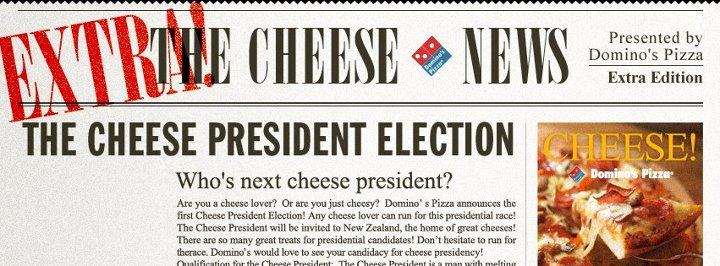 EXTRA!
THE CHEESE Domino's Pizza NEWS
Presented by
Domino's Pizza
Extra Edition
THE CHEESE PRESIDENT ELECTION
Who's next cheese president?
Are you a cheese lover? Or are you just cheesy? Domino's Pizza announces the
first Cheese President Election! Any cheese lover can run for this presidential race!
The Cheese President will be invited to New Zealand, the home of great cheeses!
There are so many great treats for presidential candidates! Don't hesitate to run for
therace. Domino's would love to see your candidacy for cheese presidency!
Qualification for the Cheese President: The Cheese President is a man with melting
CHEESE!
Domino's Pizza